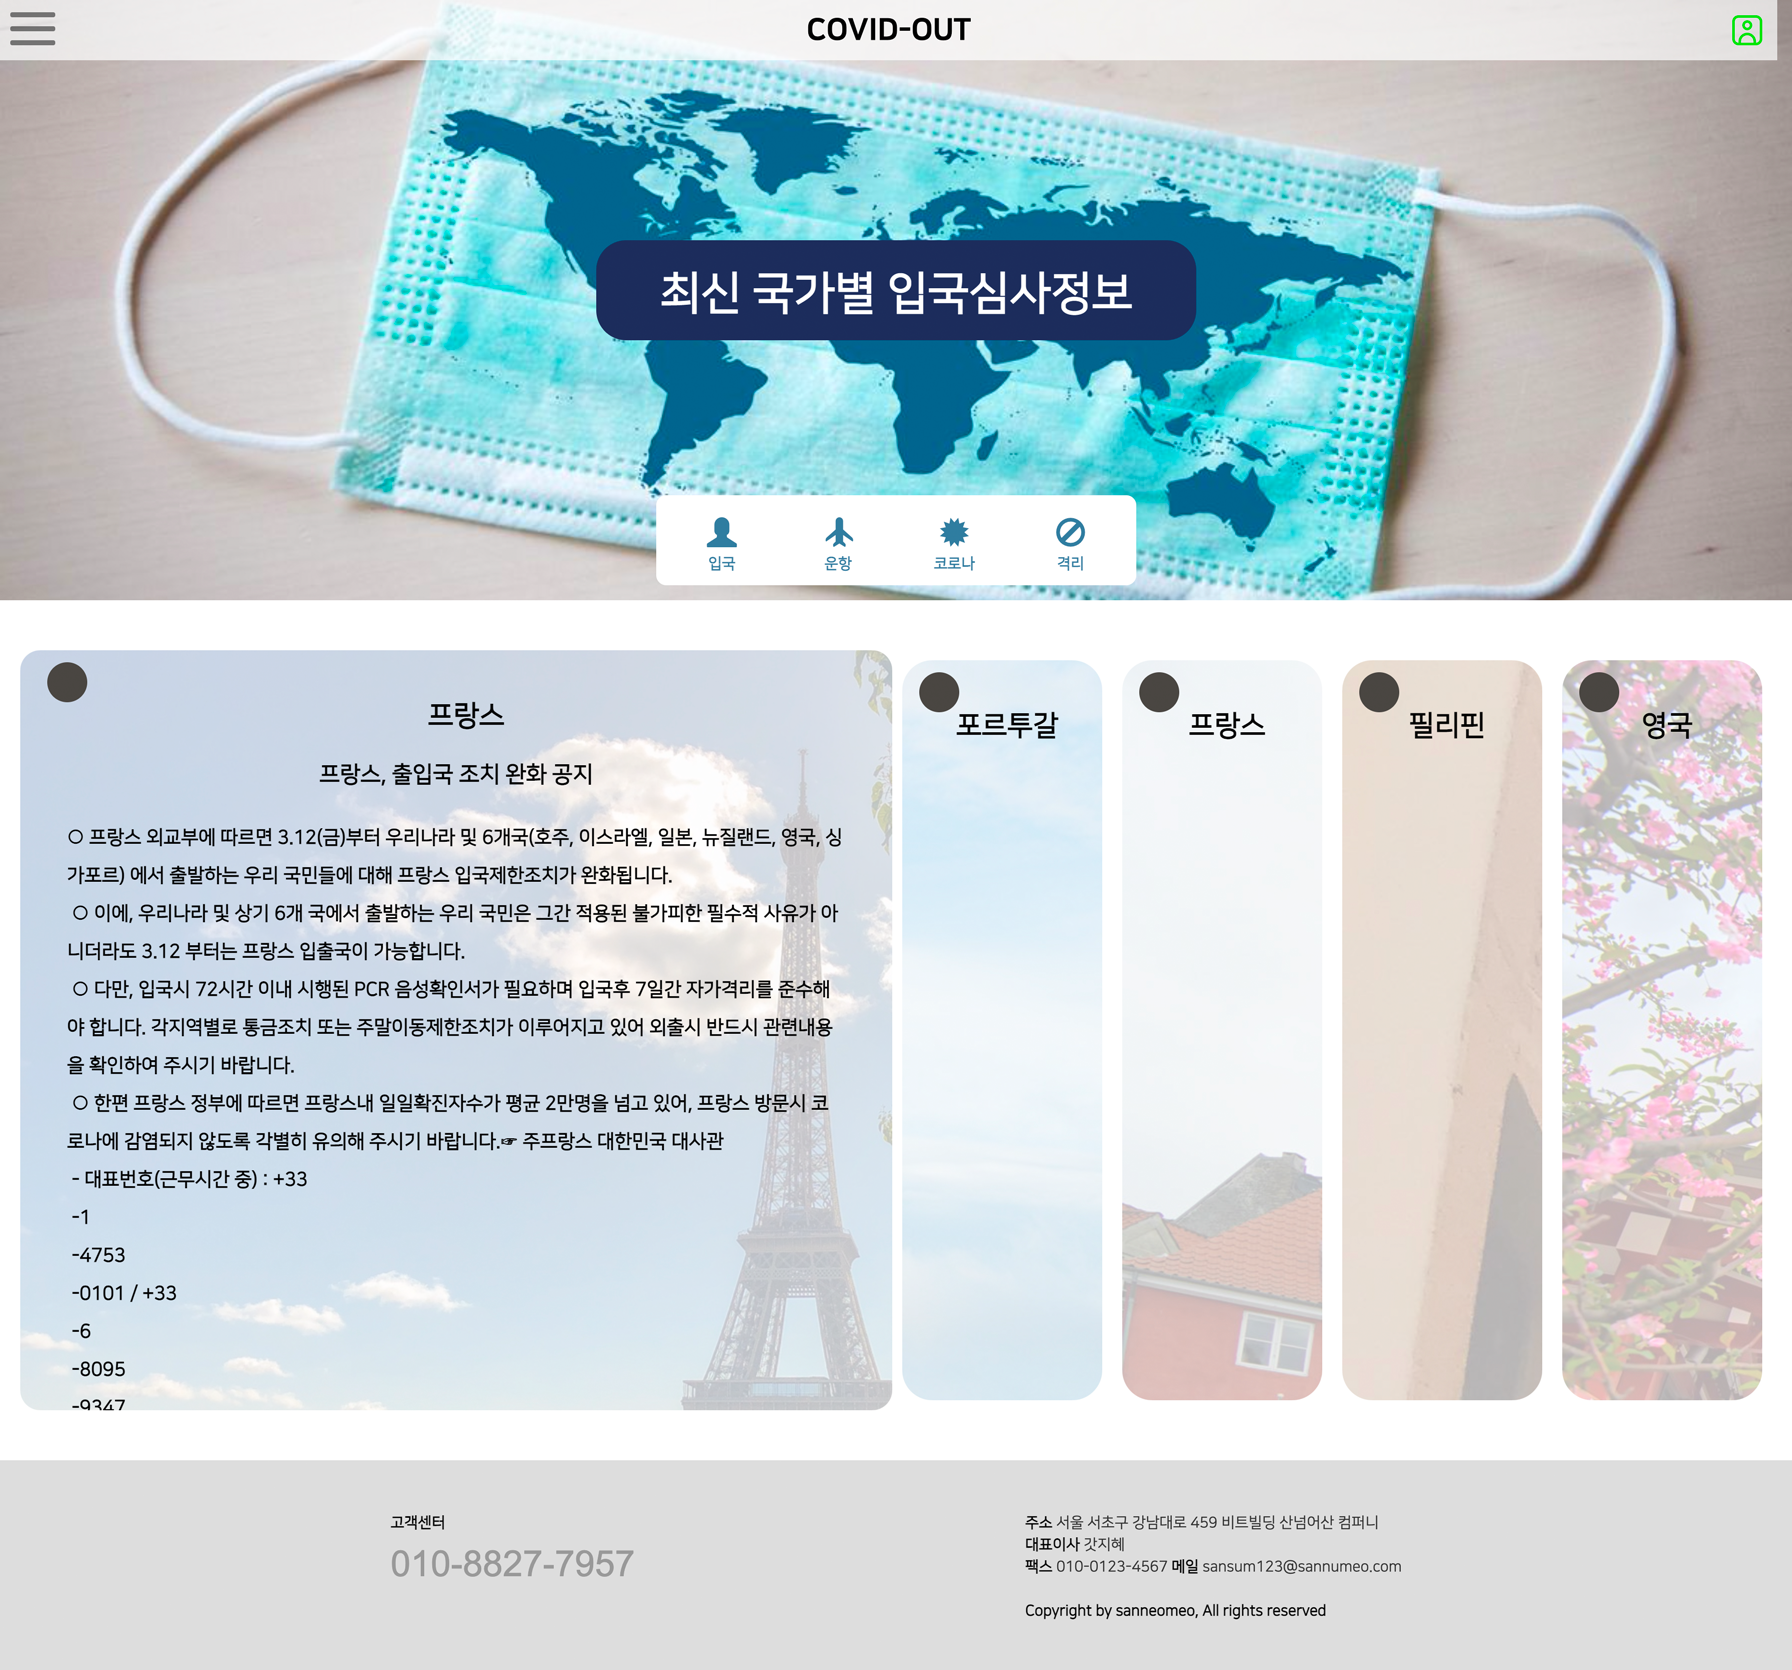 COVID-OUT
최신 국가별 입국심사정보
입국
운항
코로나
격리
프랑스
프랑스, 출입국 조치 완화 공지
○ 프랑스 외교부에 따르면 3.12(금)부터 우리나라 및 6개국(호주, 이스라엘, 일본, 뉴질랜드, 영국, 싱
가포르) 에서 출발하는 우리 국민들에 대해 프랑스 입국제한조치가 완화됩니다.
○ 이에, 우리나라 및 상기 6개 국에서 출발하는 우리 국민은 그간 적용된 불가피한 필수적 사유가 아
니더라도 3.12 부터는 프랑스 입출국이 가능합니다.
○ 다만, 입국시 72시간 이내 시행된 PCR 음성확인서가 필요하며 입국후 7일간 자가격리를 준수해
야 합니다. 각지역별로 통금조치 또는 주말이동제한조치가 이루어지고 있어 외출시 반드시 관련내용
을 확인하여 주시기 바랍니다.
○ 한편 프랑스 정부에 따르면 프랑스내 일일확진자수가 평균 2만명을 넘고 있어, 프랑스 방문시 코
로나에 감염되지 않도록 각별히 유의해 주시기 바랍니다.☞ 주프랑스 대한민국 대사관
- 대표번호(근무시간 중) : +33
-1
-4753
-0101 / +33
-6
-8095
-9347
포르투갈
프랑스
필리핀
영국
고객센터
010-8827-7957
주소 서울 서초구 강남대로 459 비트빌딩 산넘어산 컴퍼니
대표이사 갓지혜
팩스 010-0123-4567 메일 sansum123@sannumeo.com
Copyright by sanneomeo, All rights reserved